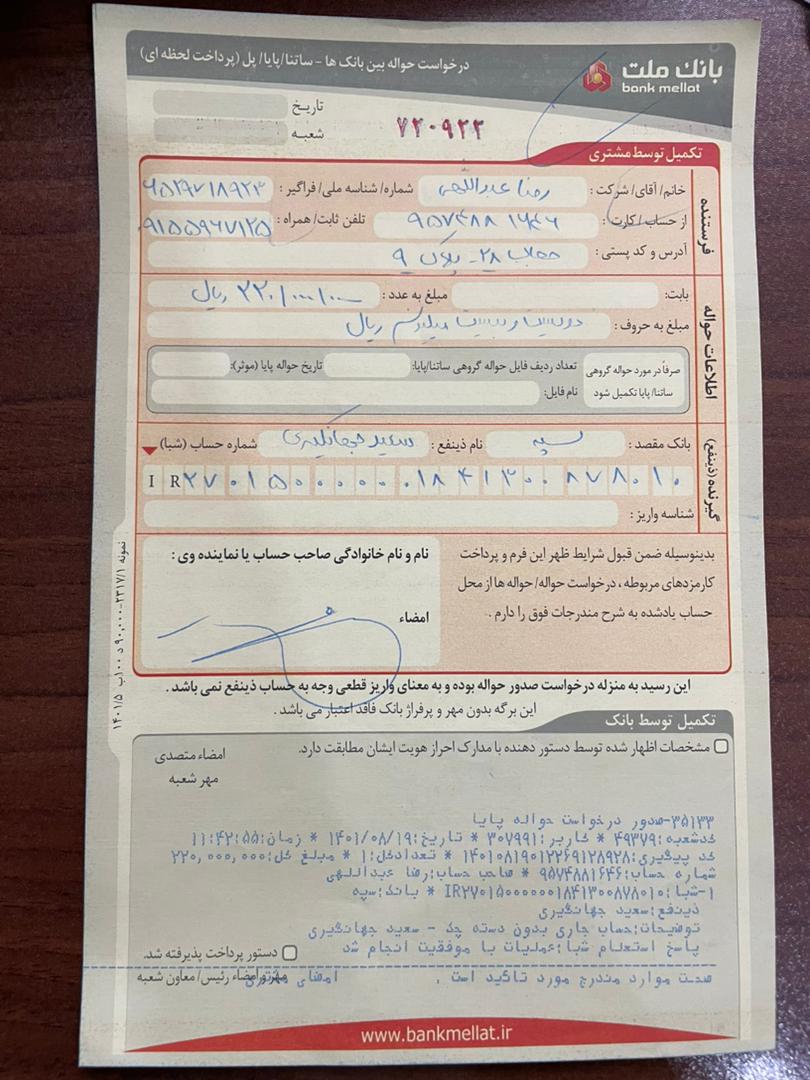 بانک ملت
bank mellat
درخواست حواله بین بانک ها - ساتنا/پایا/ پل (پرداخت لحظه ای)
تاریخ
شعبه
۷۲۰۹۲۲
تکمیل توسط مشتری
فرستنده
خانم/ آقای/ شرکت : رضا عبداللهی شماره/ شناسه ملی/ فراگیر :
از حساب/ کارت : ۹۵۷۴۸۸۱۶۴۶ تلفن ثابت/ همراه : ۹۱۵۵۹۶۷۱۲۵
آدرس و کد پستی : ۲۸ - پلاک ۹
اطلاعات حواله
بابت : مبلغ به عدد : ۲۲۰/۰۰۰/۰۰۰ ریال
مبلغ به حروف : دویست و بیست میلیون ریال
صرفاً در مورد حواله گروهی ساتنا/ پایا تکمیل شود
تعداد ردیف فایل حواله گروهی ساتنا/پایا: تاریخ حواله پایا (موثر):
نام فایل:
گیرنده (ذینفع)
بانک مقصد : سپه نام ذینفع : سعید جهانگیری شماره حساب (شبا)
IR۲۷۰۱۵۰۰۰۰۰۰۱۸۴۱۳۰۰۸۷۸۰۱۰
شناسه واریز :
بدینوسیله ضمن قبول شرایط ظهر این فرم و پرداخت
کارمزدهای مربوطه ، درخواست حواله/ حواله ها از محل
حساب یادشده به شرح مندرجات فوق را دارم .
نام و نام خانوادگی صاحب حساب یا نماینده وی :
امضاء
این رسید به منزله درخواست صدور حواله بوده و به معنای واریز قطعی وجه به حساب ذینفع نمی باشد .
این برگه بدون مهر و پرفراژ بانک فاقد اعتبار می باشد .
تکمیل توسط بانک
مشخصات اظهار شده توسط دستور دهنده با مدارک احراز هویت ایشان مطابقت دارد.
امضاء متصدی
مهر شعبه
۳۵۱۳۳-صدور درخواست حواله پایا
کدشعبه:۴۹۳۷۹ * کاربر:۳۰۷۹۹۱ * تاریخ:۱۴۰۱/۰۸/۱۹ * زمان:۱۱:۴۲:۵۵
کد پیگیری:۱۴۰۱۰۸۱۹۰۱۲۲۶۹۱۲۸۹۲۸ * تعدادکل:۱ * مبلغ کل:۲۲۰,۰۰۰,۰۰۰
شماره حساب:۹۵۷۴۸۸۱۶۴۶ * صاحب حساب:رضا عبداللهی
۱-شبا:IR۲۷۰۱۵۰۰۰۰۰۰۱۸۴۱۳۰۰۸۷۸۰۱۰ * بانک:سپه
ذینفع:سعید جهانگیری
توضیحات:حساب جاری بدون دسته چک - سعید جهانگیری
پاسخ استعلام شبا:عملیات با موفقیت انجام شد
دستور پرداخت پذیرفته شد.
صحت موارد مندرج مورد تائید است . امضای مشتری
مهر و امضاء رئیس/ معاون شعبه
www.bankmellat.ir
نمونه ۲۳۱۷/۱-۹۰,۰۰۰ د ۱۰۰ب ۱۴۰۱/۵